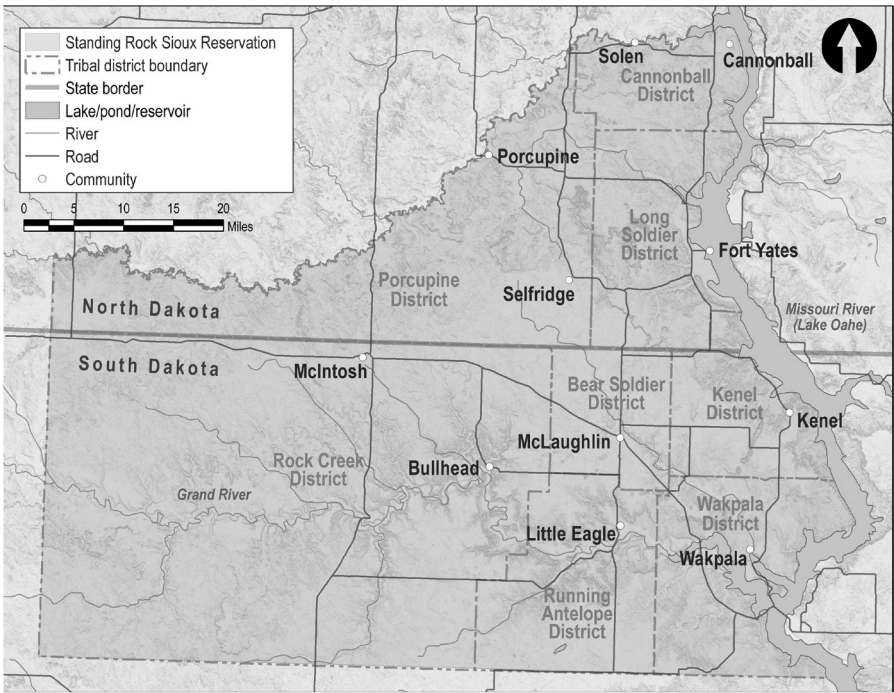 Standing Rock Sioux Reservation
Tribal district boundary
State border
Lake/pond/reservoir
River
Road
Community
0 5 10 15 20
Miles
Solen
Cannonball
Cannonball
District
Porcupine
Long
Soldier
District
Fort Yates
Porcupine
District
Selfridge
North Dakota
Missouri River
(Lake Oahe)
South Dakota
McIntosh
Bear Soldier
District
Kenel
District
Kenel
McLaughlin
Rock Creek
District
Bullhead
Grand River
Wakpala
District
Little Eagle
Wakpala
Running
Antelope
District